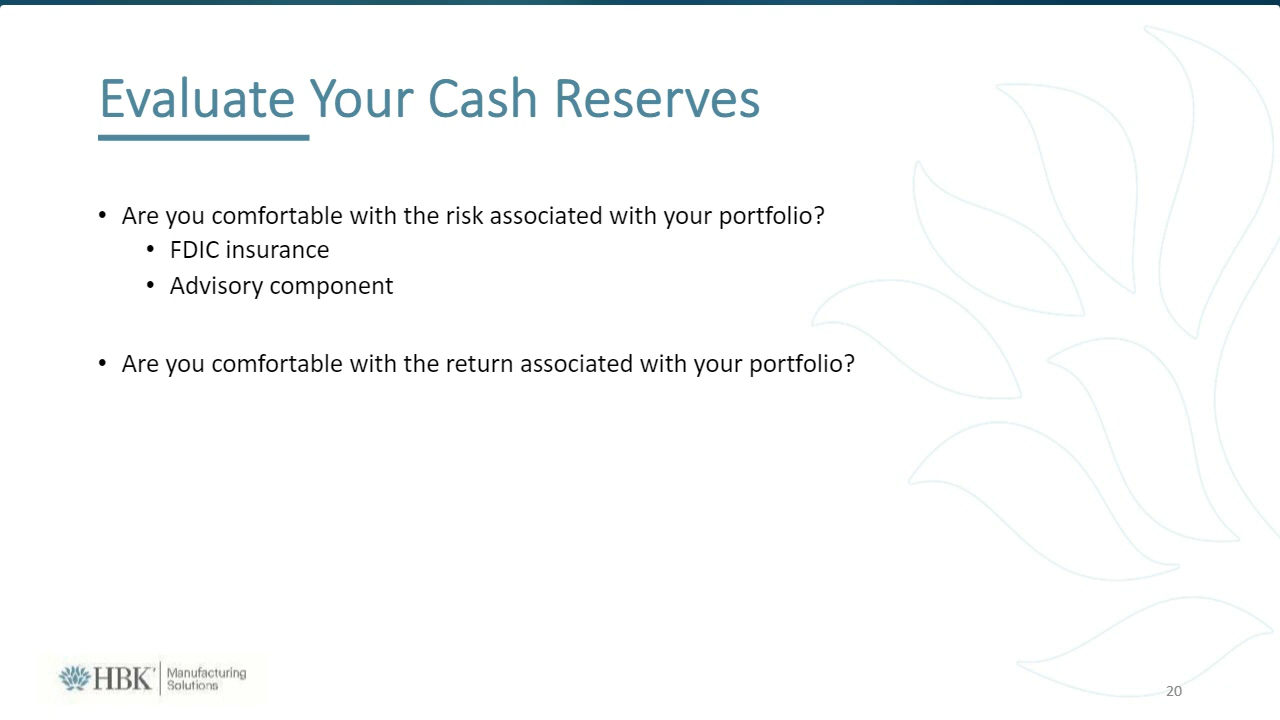 Evaluate Your Cash Reserves
• Are you comfortable with the risk associated with your portfolio?
• FDIC insurance
• Advisory component
• Are you comfortable with the return associated with your portfolio?
HBK
Manufacturing
Solutions
20